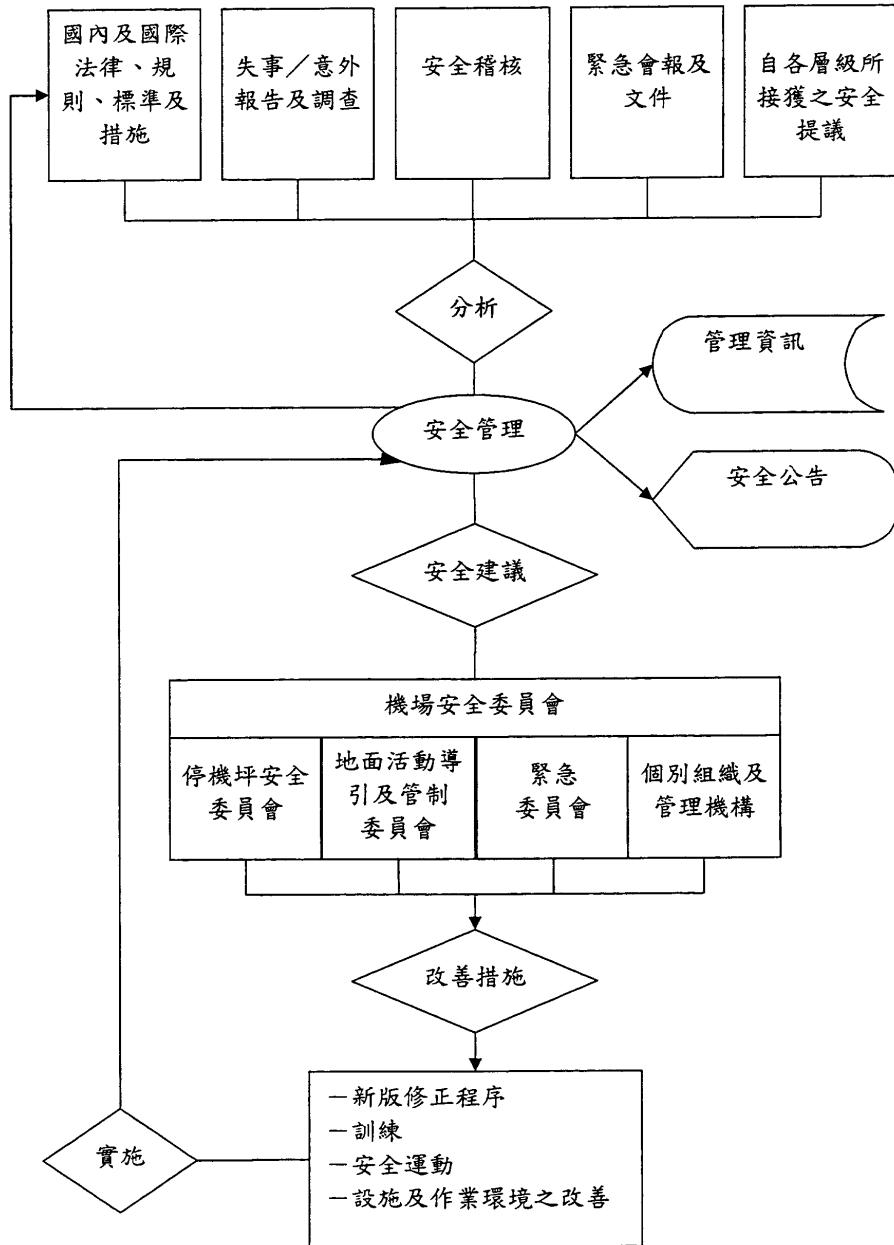 國內及國際
法律、規
則、標準及
措施
失事／意外
報告及調查
安全稽核
緊急會報及
文件
自各層級所
接獲之安全
提議
分析
管理資訊
安全管理
安全公告
安全建議
機場安全委員會
停機坪安全
委員會
地面活動導
引及管制
委員會
緊急
委員會
個別組織及
管理機構
改善措施
－新版修正程序
－訓練
－安全運動
－設施及作業環境之改善
實施